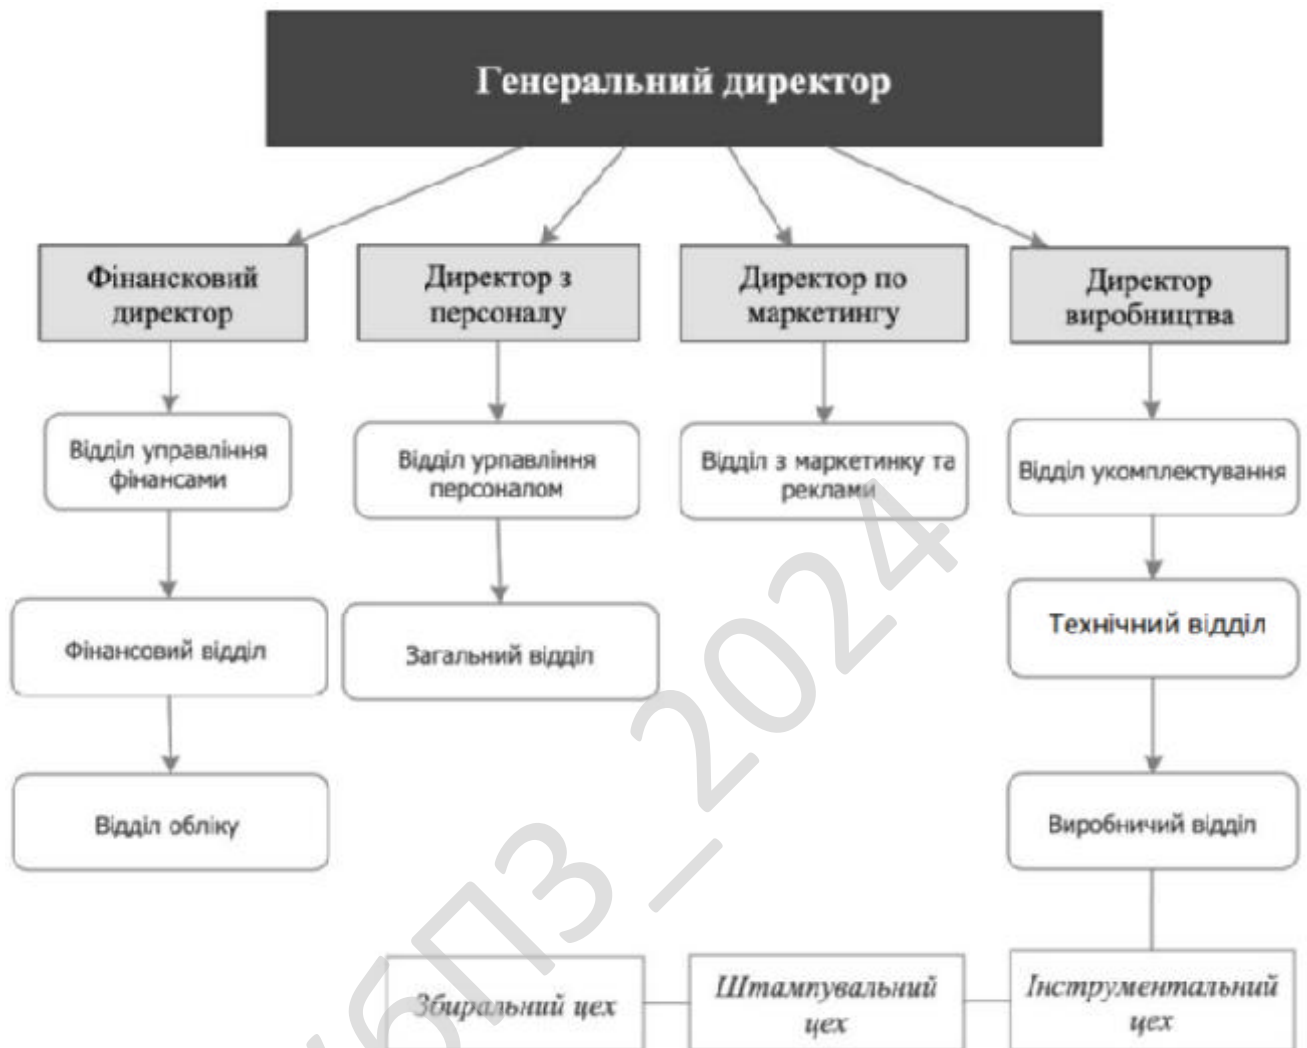 Генеральний директор
Фінансковий
директор
Директор з
персоналу
Директор по
маркетингу
Директор
виробництва
Відділ управління
фінансами
Відділ урпавління
персоналом
Відділ з маркетинку та
реклами
Відділ укомплектування
Фінансовий відділ
Загальний відділ
Технічний відділ
Відділ обліку
Виробничий відділ
Збиральний цех
Штампувальний
цех
Інструментальний
цех
6ПЗ_2024